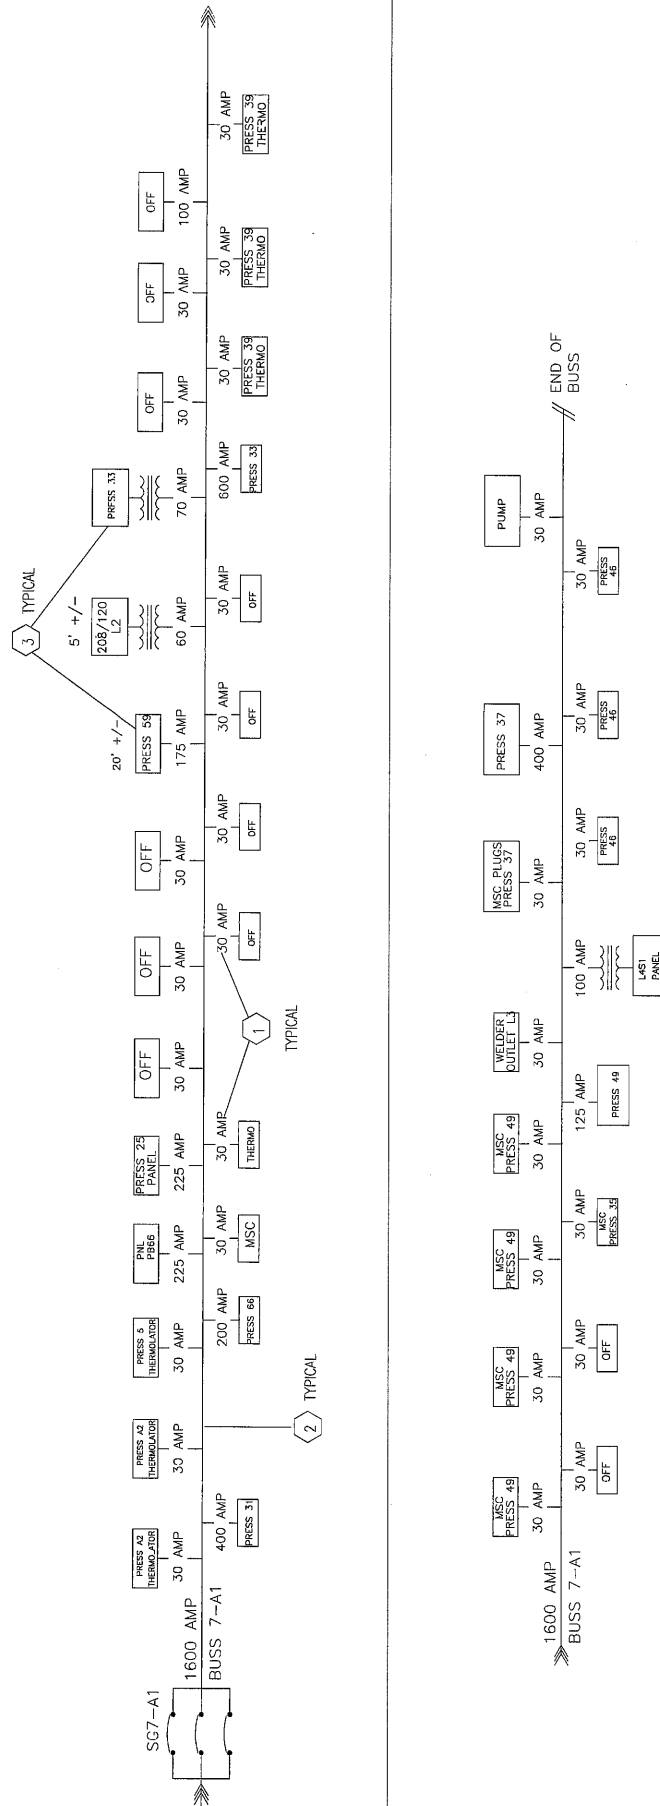 SG7-A1
1600 AMP
BUSS 7-A1
PRESS A2
THERMOLATOR
30 AMP
400 AMP
PRESS 31
PRESS A2
THERMOLATOR
30 AMP
2
TYPICAL
PRESS 6
THERMOLATOR
30 AMP
200 AMP
PRESS 66
PNL
PB66
225 AMP
30 AMP
MSC
PRESS 25
PANEL
225 AMP
30 AMP
THERMO
OFF
30 AMP
1
TYPICAL
OFF
30 AMP
30 AMP
OFF
OFF
30 AMP
30 AMP
OFF
20' +/-
PRESS 59
175 AMP
30 AMP
OFF
3
TYPICAL
5' +/-
208/120
L2
60 AMP
30 AMP
OFF
PRESS 33
70 AMP
600 AMP
PRESS 33
OFF
30 AMP
30 AMP
PRESS 39
THERMO
OFF
30 AMP
30 AMP
PRESS 39
THERMO
OFF
100 AMP
30 AMP
PRESS 39
THERMO
1600 AMP
BUSS 7-A1
MSC
PRESS 49
30 AMP
30 AMP
OFF
MSC
PRESS 49
30 AMP
30 AMP
OFF
MSC
PRESS 49
30 AMP
30 AMP
MSC
PRESS 35
MSC
PRESS 49
30 AMP
125 AMP
PRESS 49
WELDER
OUTLET L3
30 AMP
100 AMP
L4S1
PANEL
MSC PLUGS
PRESS 37
30 AMP
30 AMP
PRESS
46
PRESS 37
400 AMP
30 AMP
PRESS
46
PUMP
30 AMP
30 AMP
PRESS
46
END OF
BUSS